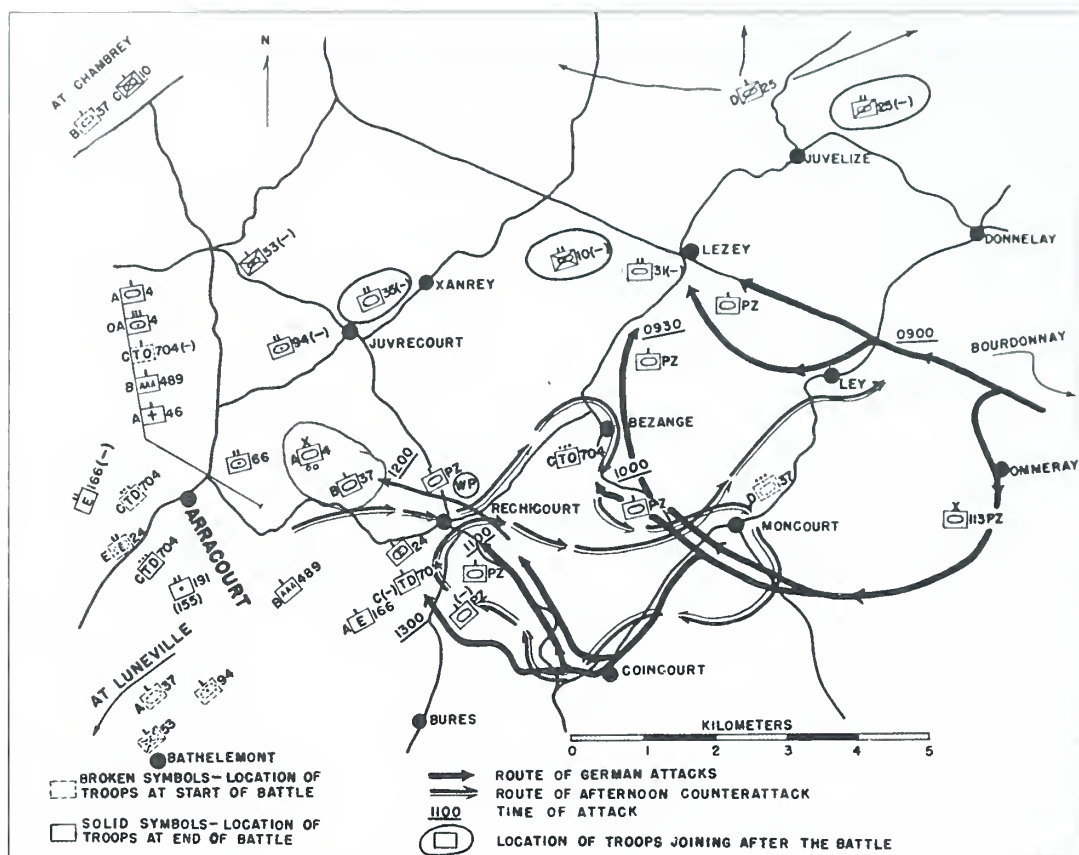 AT CHAMBREY
B 37 C 10
N
D 25
25(-)
JUVELIZE
DONNELAY
53(-)
10(-)
LEZEY
31(-)
A 4
35(-)
XANREY
PZ
OA 4
0930
0900
C TO 704(-)
94(-)
JUVRECOURT
BOURDONNAY
B AAA 489
PZ
LEY
A 46
BEZANGE
66
X
A 4
1200
PZ
WP
C TO 704
1000
ONNERAY
E 166(-)
C TD 704
B 37
RECHICOURT
D 37
X
ARRACOURT
PZ
MONCOURT
113PZ
E E 24
1100
24
C TD 704
B AAA 489
C(-) TD 704
PZ
191
(155)
A E 166
(-)
PZ
1300
AT LUNEVILLE
COINCOURT
A 37
94
BURES
KILOMETERS
53
0 1 2 3 4 5
BATHELEMONT
BROKEN SYMBOLS—LOCATION OF
TROOPS AT START OF BATTLE
SOLID SYMBOLS—LOCATION OF
TROOPS AT END OF BATTLE
ROUTE OF GERMAN ATTACKS
ROUTE OF AFTERNOON COUNTERATTACK
1100 TIME OF ATTACK
LOCATION OF TROOPS JOINING AFTER THE BATTLE